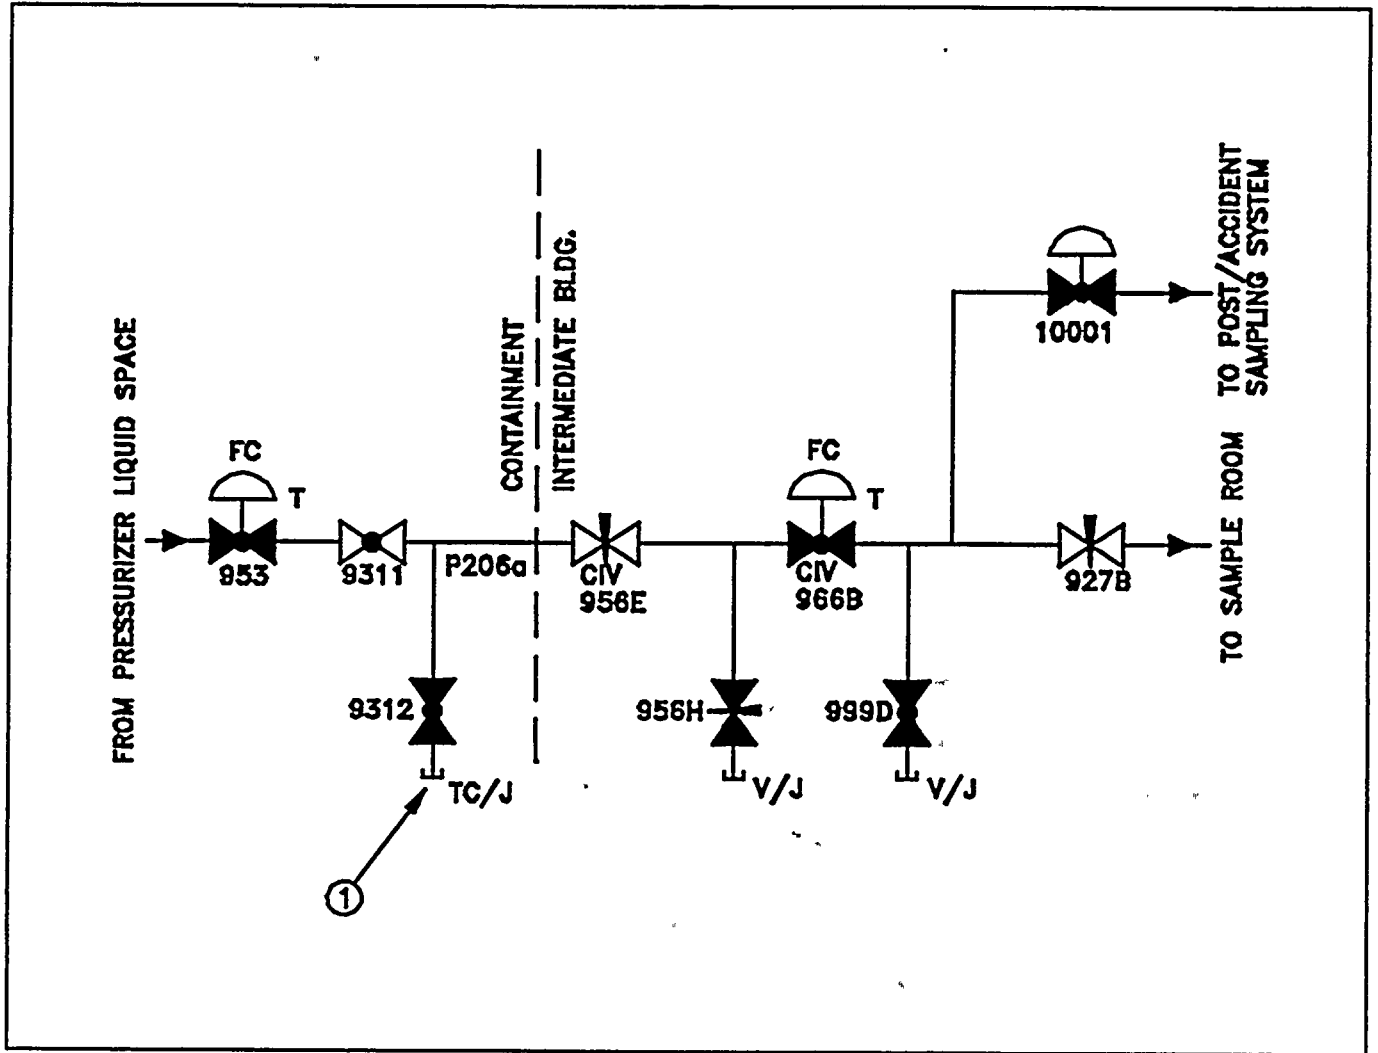 FROM PRESSURIZER LIQUID SPACE
FC
T
953
9311
9312
TC/J
1
P206a
CONTAINMENT
INTERMEDIATE BLDG.
CIV
956E
956H
V/J
FC
T
CIV
966B
999D
V/J
10001
927B
TO POST/ACCIDENT
SAMPLING SYSTEM
TO SAMPLE ROOM